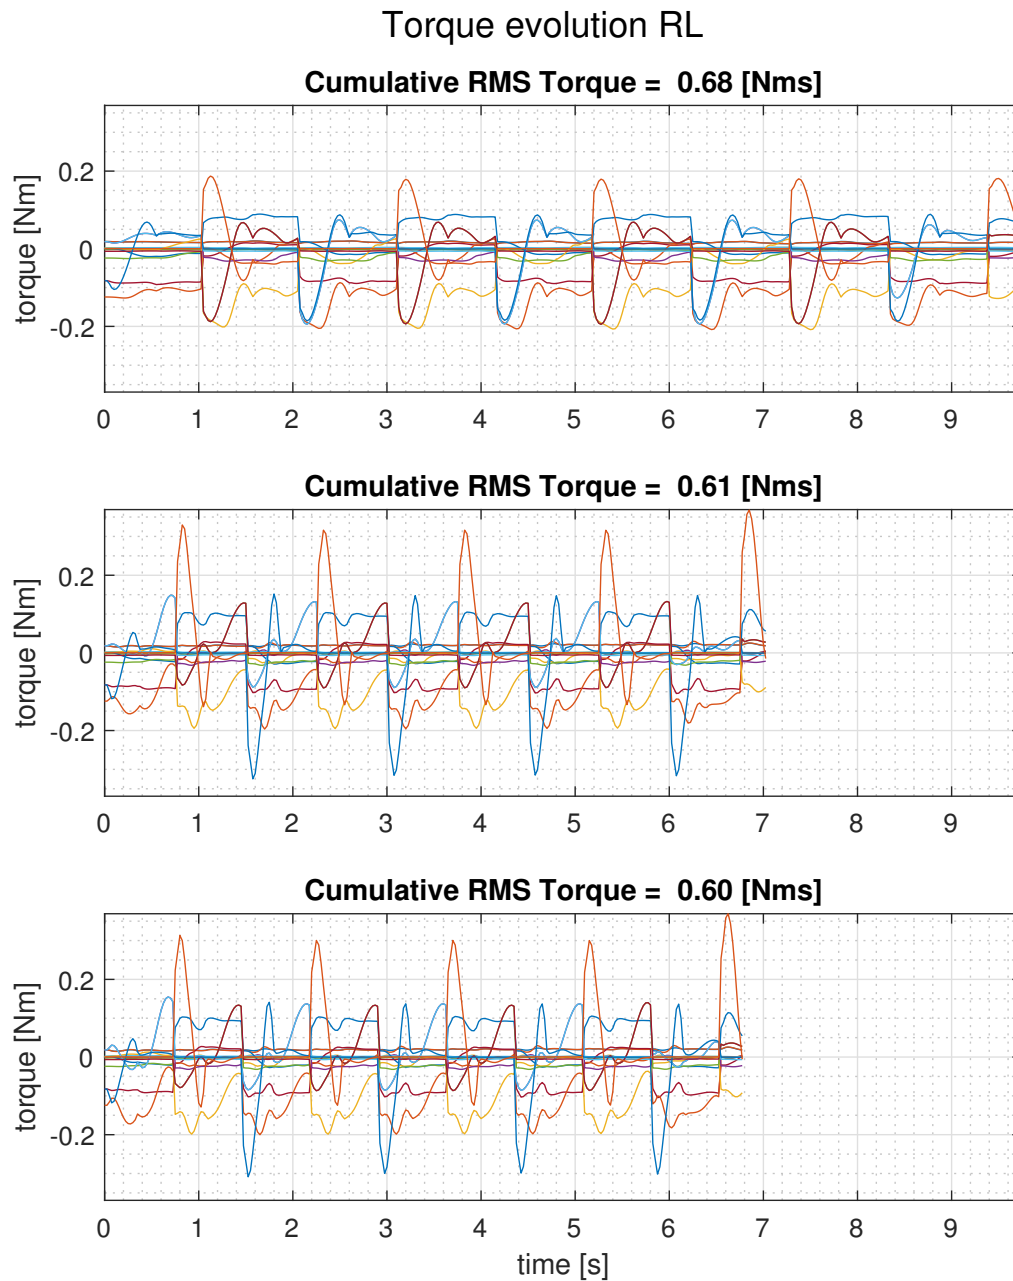 Torque evolution RL
Cumulative RMS Torque = 0.68 [Nms]
torque [Nm]
0.2
0
-0.2
0 1 2 3 4 5 6 7 8 9
Cumulative RMS Torque = 0.61 [Nms]
torque [Nm]
0.2
0
-0.2
0 1 2 3 4 5 6 7 8 9
Cumulative RMS Torque = 0.60 [Nms]
torque [Nm]
0.2
0
-0.2
0 1 2 3 4 5 6 7 8 9
time [s]